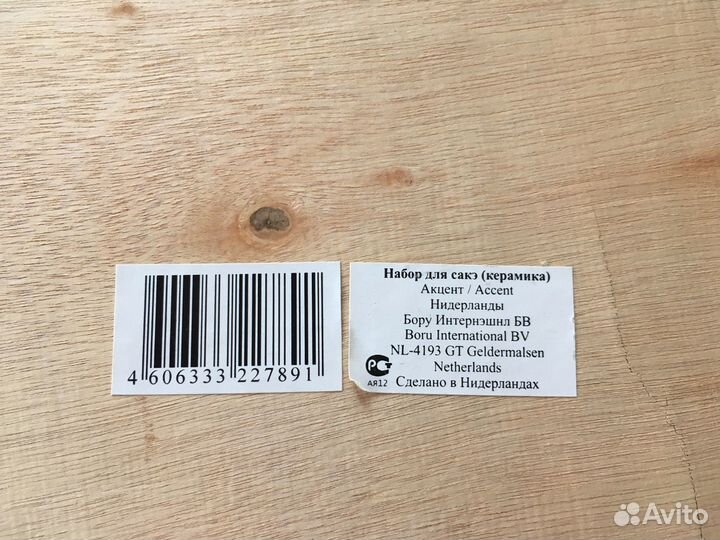 4 606333 227891
Набор для сакэ (керамика)
Акцент / Accent
Нидерланды
Бору Интернэшнл БВ
Boru International BV
NL-4193 GT Geldermalsen
Netherlands
Сделано в Нидерландах
РС
АЯ12
Avito